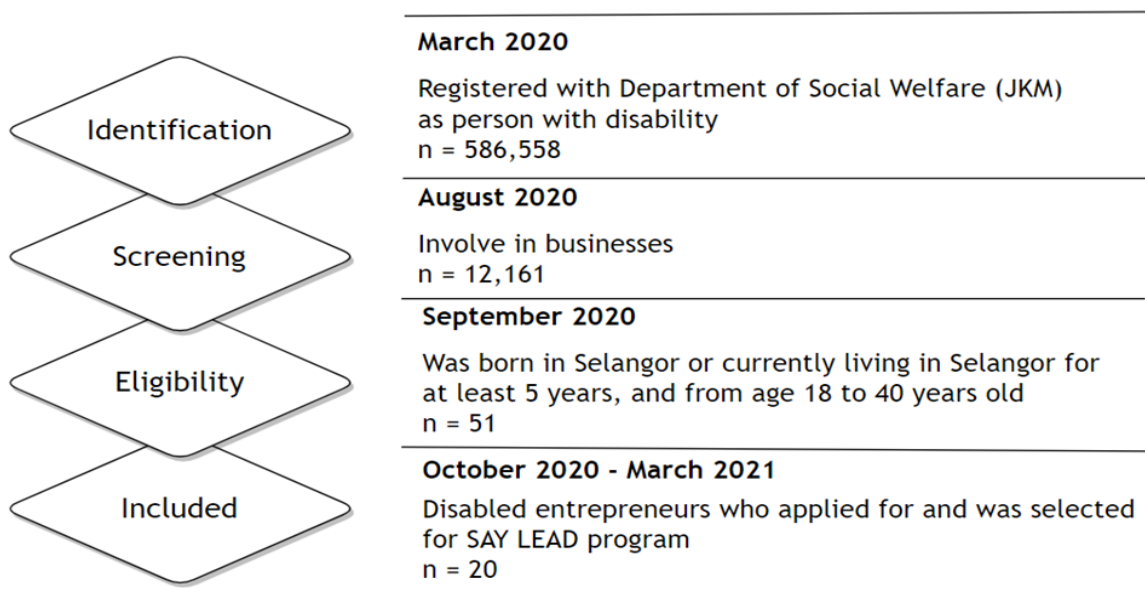 Identification
March 2020
Registered with Department of Social Welfare (JKM)
as person with disability
n = 586,558
Screening
August 2020
Involve in businesses
n = 12,161
Eligibility
September 2020
Was born in Selangor or currently living in Selangor for
at least 5 years, and from age 18 to 40 years old
n = 51
Included
October 2020 - March 2021
Disabled entrepreneurs who applied for and was selected
for SAY LEAD program
n = 20